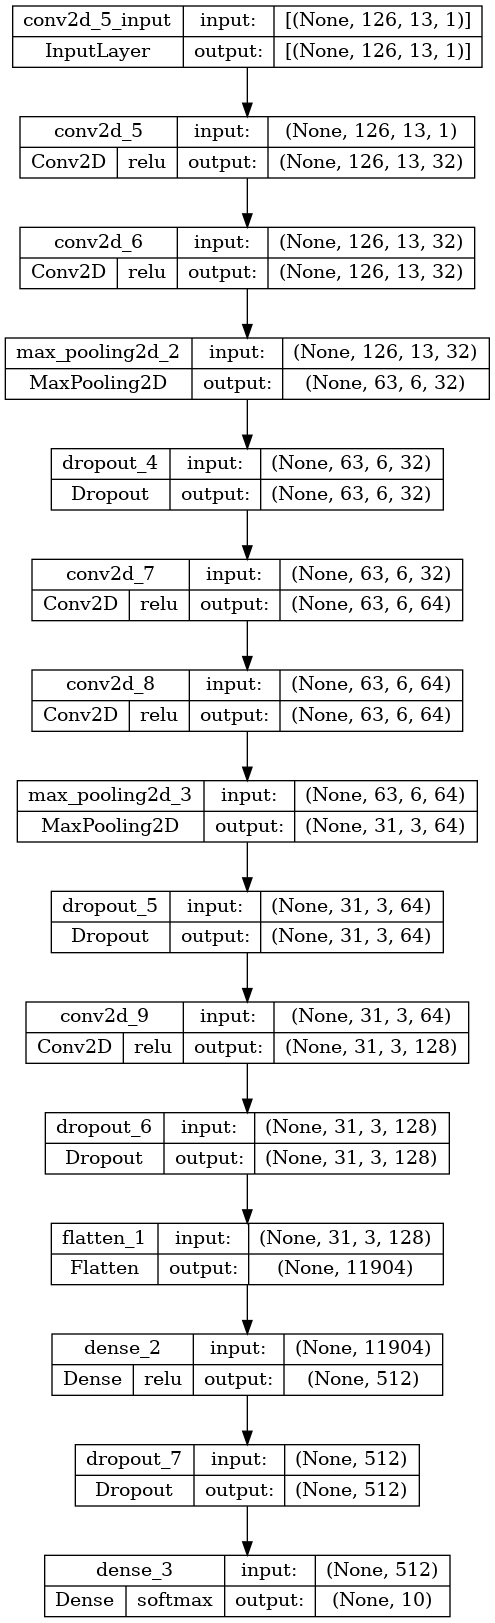 conv2d_5_input input: [(None, 126, 13, 1)]
InputLayer output: [(None, 126, 13, 1)]
conv2d_5 input: (None, 126, 13, 1)
Conv2D relu output: (None, 126, 13, 32)
conv2d_6 input: (None, 126, 13, 32)
Conv2D relu output: (None, 126, 13, 32)
max_pooling2d_2 input: (None, 126, 13, 32)
MaxPooling2D output: (None, 63, 6, 32)
dropout_4 input: (None, 63, 6, 32)
Dropout output: (None, 63, 6, 32)
conv2d_7 input: (None, 63, 6, 32)
Conv2D relu output: (None, 63, 6, 64)
conv2d_8 input: (None, 63, 6, 64)
Conv2D relu output: (None, 63, 6, 64)
max_pooling2d_3 input: (None, 63, 6, 64)
MaxPooling2D output: (None, 31, 3, 64)
dropout_5 input: (None, 31, 3, 64)
Dropout output: (None, 31, 3, 64)
conv2d_9 input: (None, 31, 3, 64)
Conv2D relu output: (None, 31, 3, 128)
dropout_6 input: (None, 31, 3, 128)
Dropout output: (None, 31, 3, 128)
flatten_1 input: (None, 31, 3, 128)
Flatten output: (None, 11904)
dense_2 input: (None, 11904)
Dense relu output: (None, 512)
dropout_7 input: (None, 512)
Dropout output: (None, 512)
dense_3 input: (None, 512)
Dense softmax output: (None, 10)